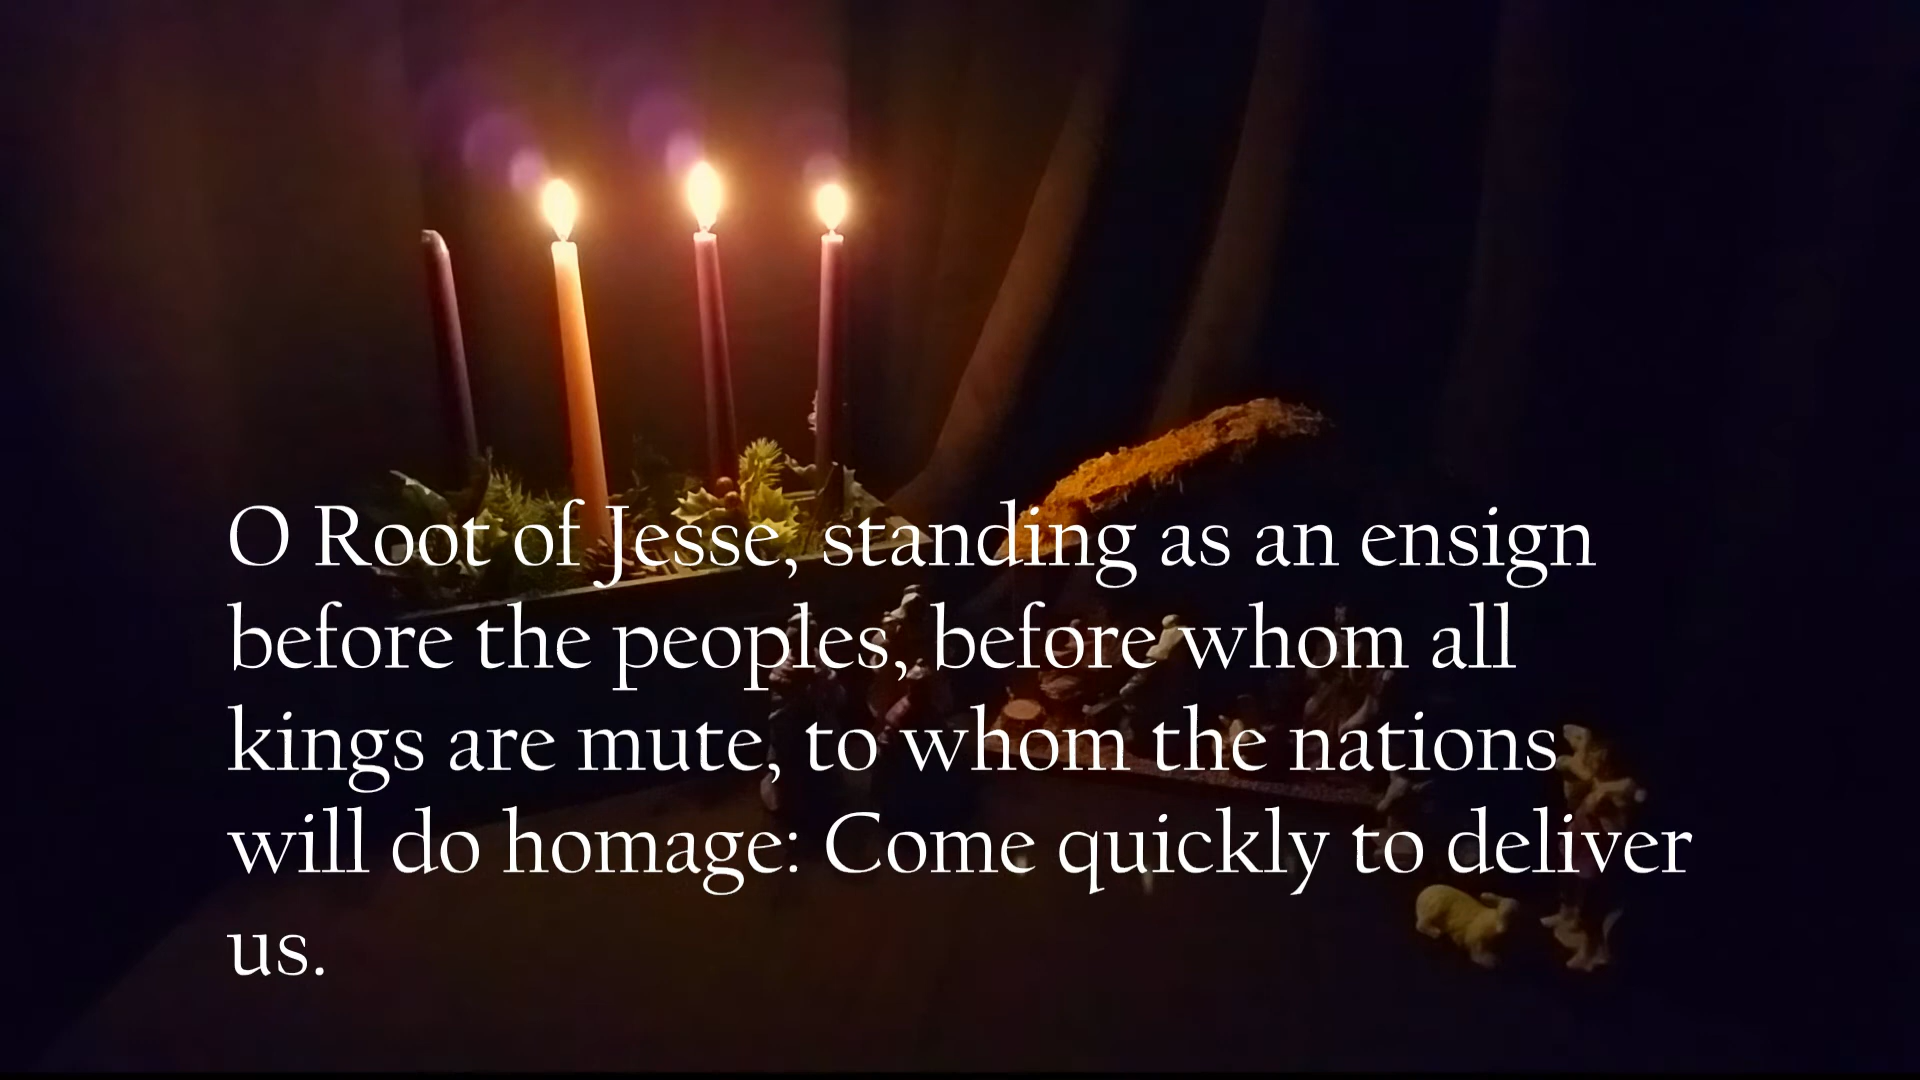 O Root of Jesse, standing as an ensign
before the peoples, before whom all
kings are mute, to whom the nations
will do homage: Come quickly to deliver
us.